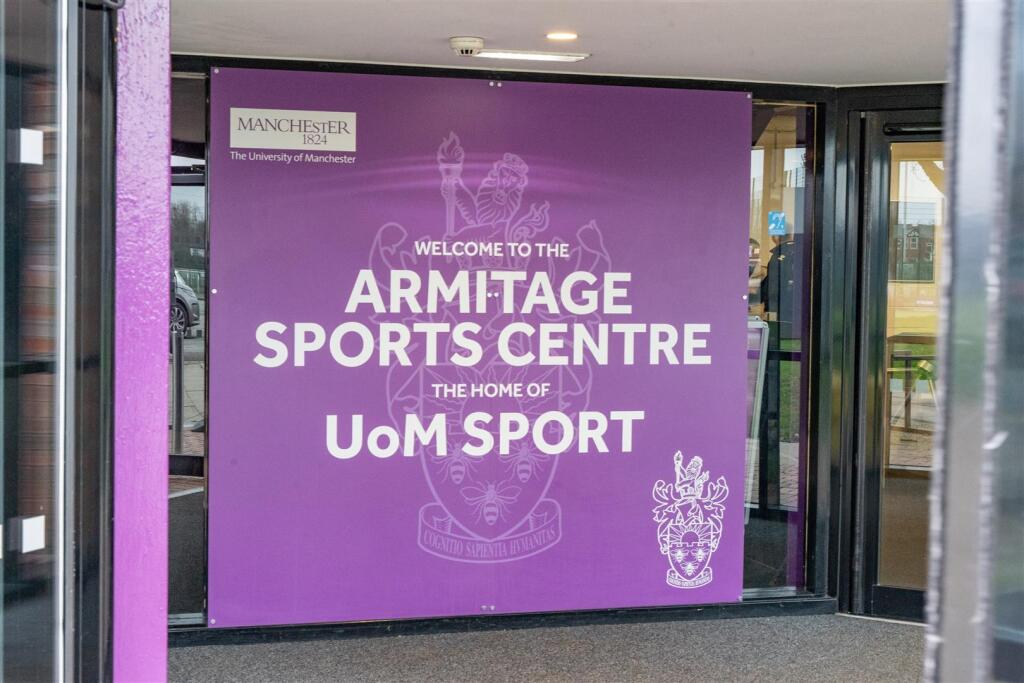 MANCHESTER
1824
The University of Manchester
WELCOME TO THE
ARMITAGE
SPORTS CENTRE
THE HOME OF
UoM SPORT
COGNITIO SAPIENTIA HVMANITAS